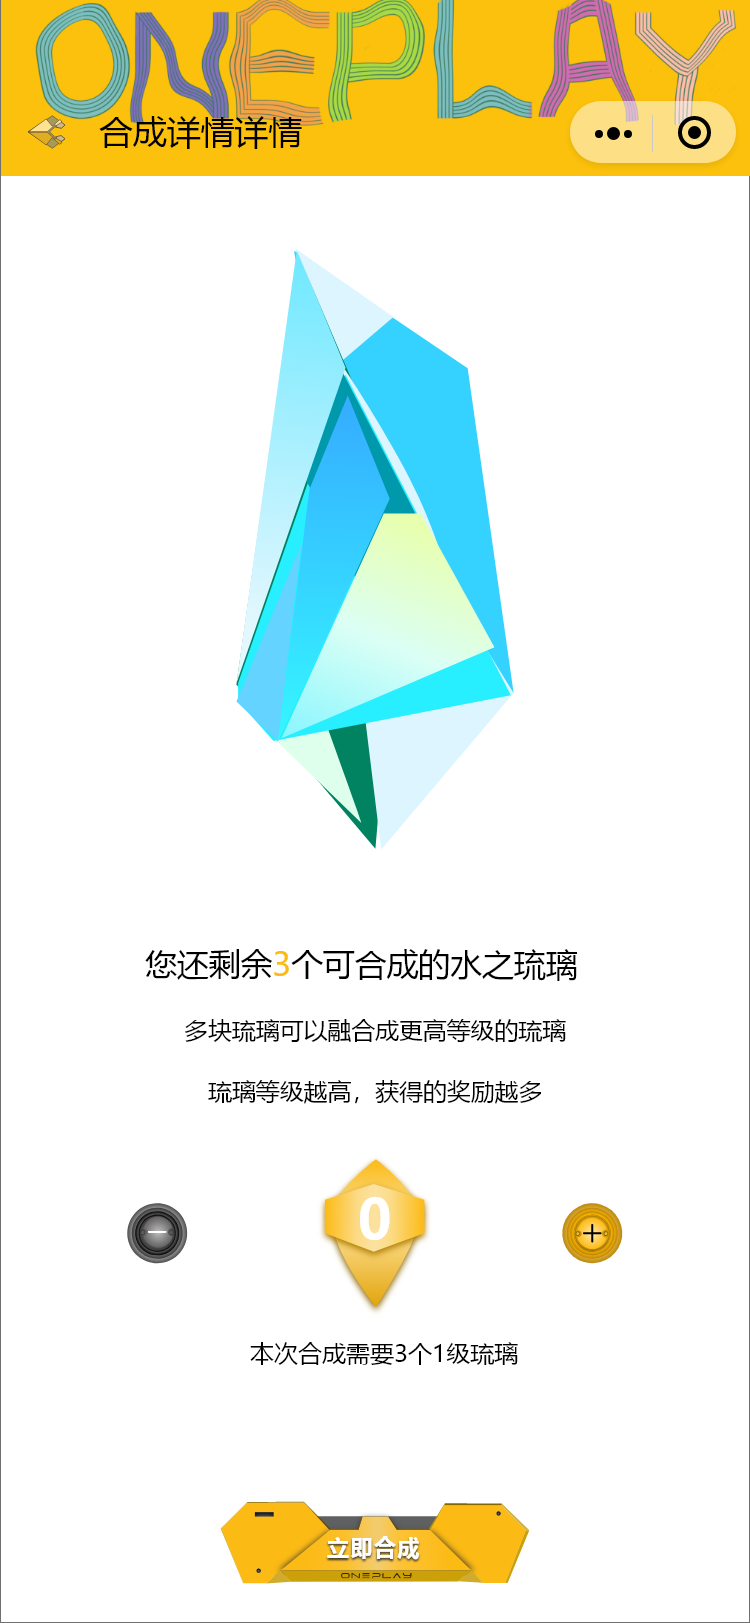 ONEPLAY
合成详情详情
您还剩余3个可合成的水之琉璃
多块琉璃可以融合成更高等级的琉璃
琉璃等级越高，获得的奖励越多
0
本次合成需要3个1级琉璃
立即合成
ONEPLAY